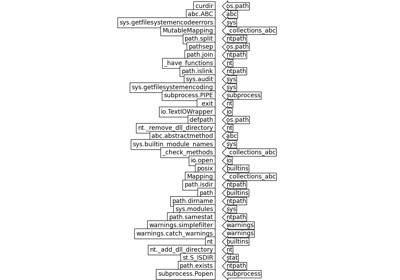 curdir os.path
abc.ABC abc
sys.getfilesystemencodeerrors sys
MutableMapping _collections_abc
path.split ntpath
pathsep os.path
path.join ntpath
_have_functions nt
path.islink ntpath
sys.audit sys
sys.getfilesystemencoding sys
subprocess.PIPE subprocess
_exit nt
io.TextIOWrapper io
defpath os.path
nt._remove_dll_directory nt
abc.abstractmethod abc
sys.builtin_module_names sys
_check_methods _collections_abc
io.open io
posix builtins
Mapping _collections_abc
path.isdir ntpath
path builtins
path.dirname ntpath
sys.modules sys
path.samestat ntpath
warnings.simplefilter warnings
warnings.catch_warnings warnings
nt builtins
nt._add_dll_directory nt
st.S_ISDIR stat
path.exists ntpath
subprocess.Popen subprocess